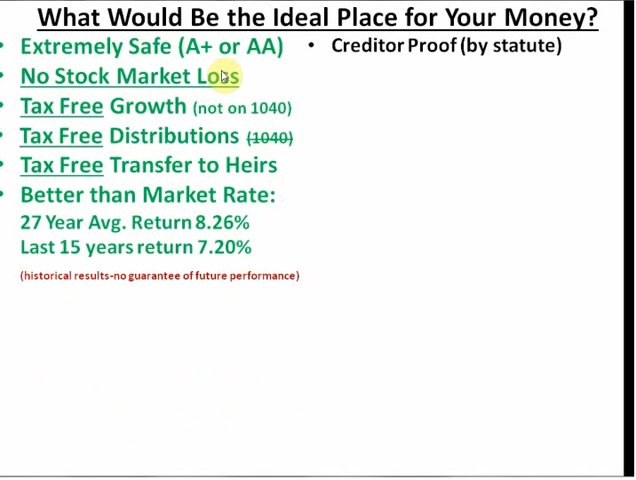 What Would Be the Ideal Place for Your Money?
• Extremely Safe (A+ or AA)
• No Stock Market Loss
• Tax Free Growth (not on 1040)
• Tax Free Distributions (1040)
• Tax Free Transfer to Heirs
• Better than Market Rate:
27 Year Avg. Return 8.26%
Last 15 years return 7.20%
(historical results-no guarantee of future performance)
• Creditor Proof (by statute)